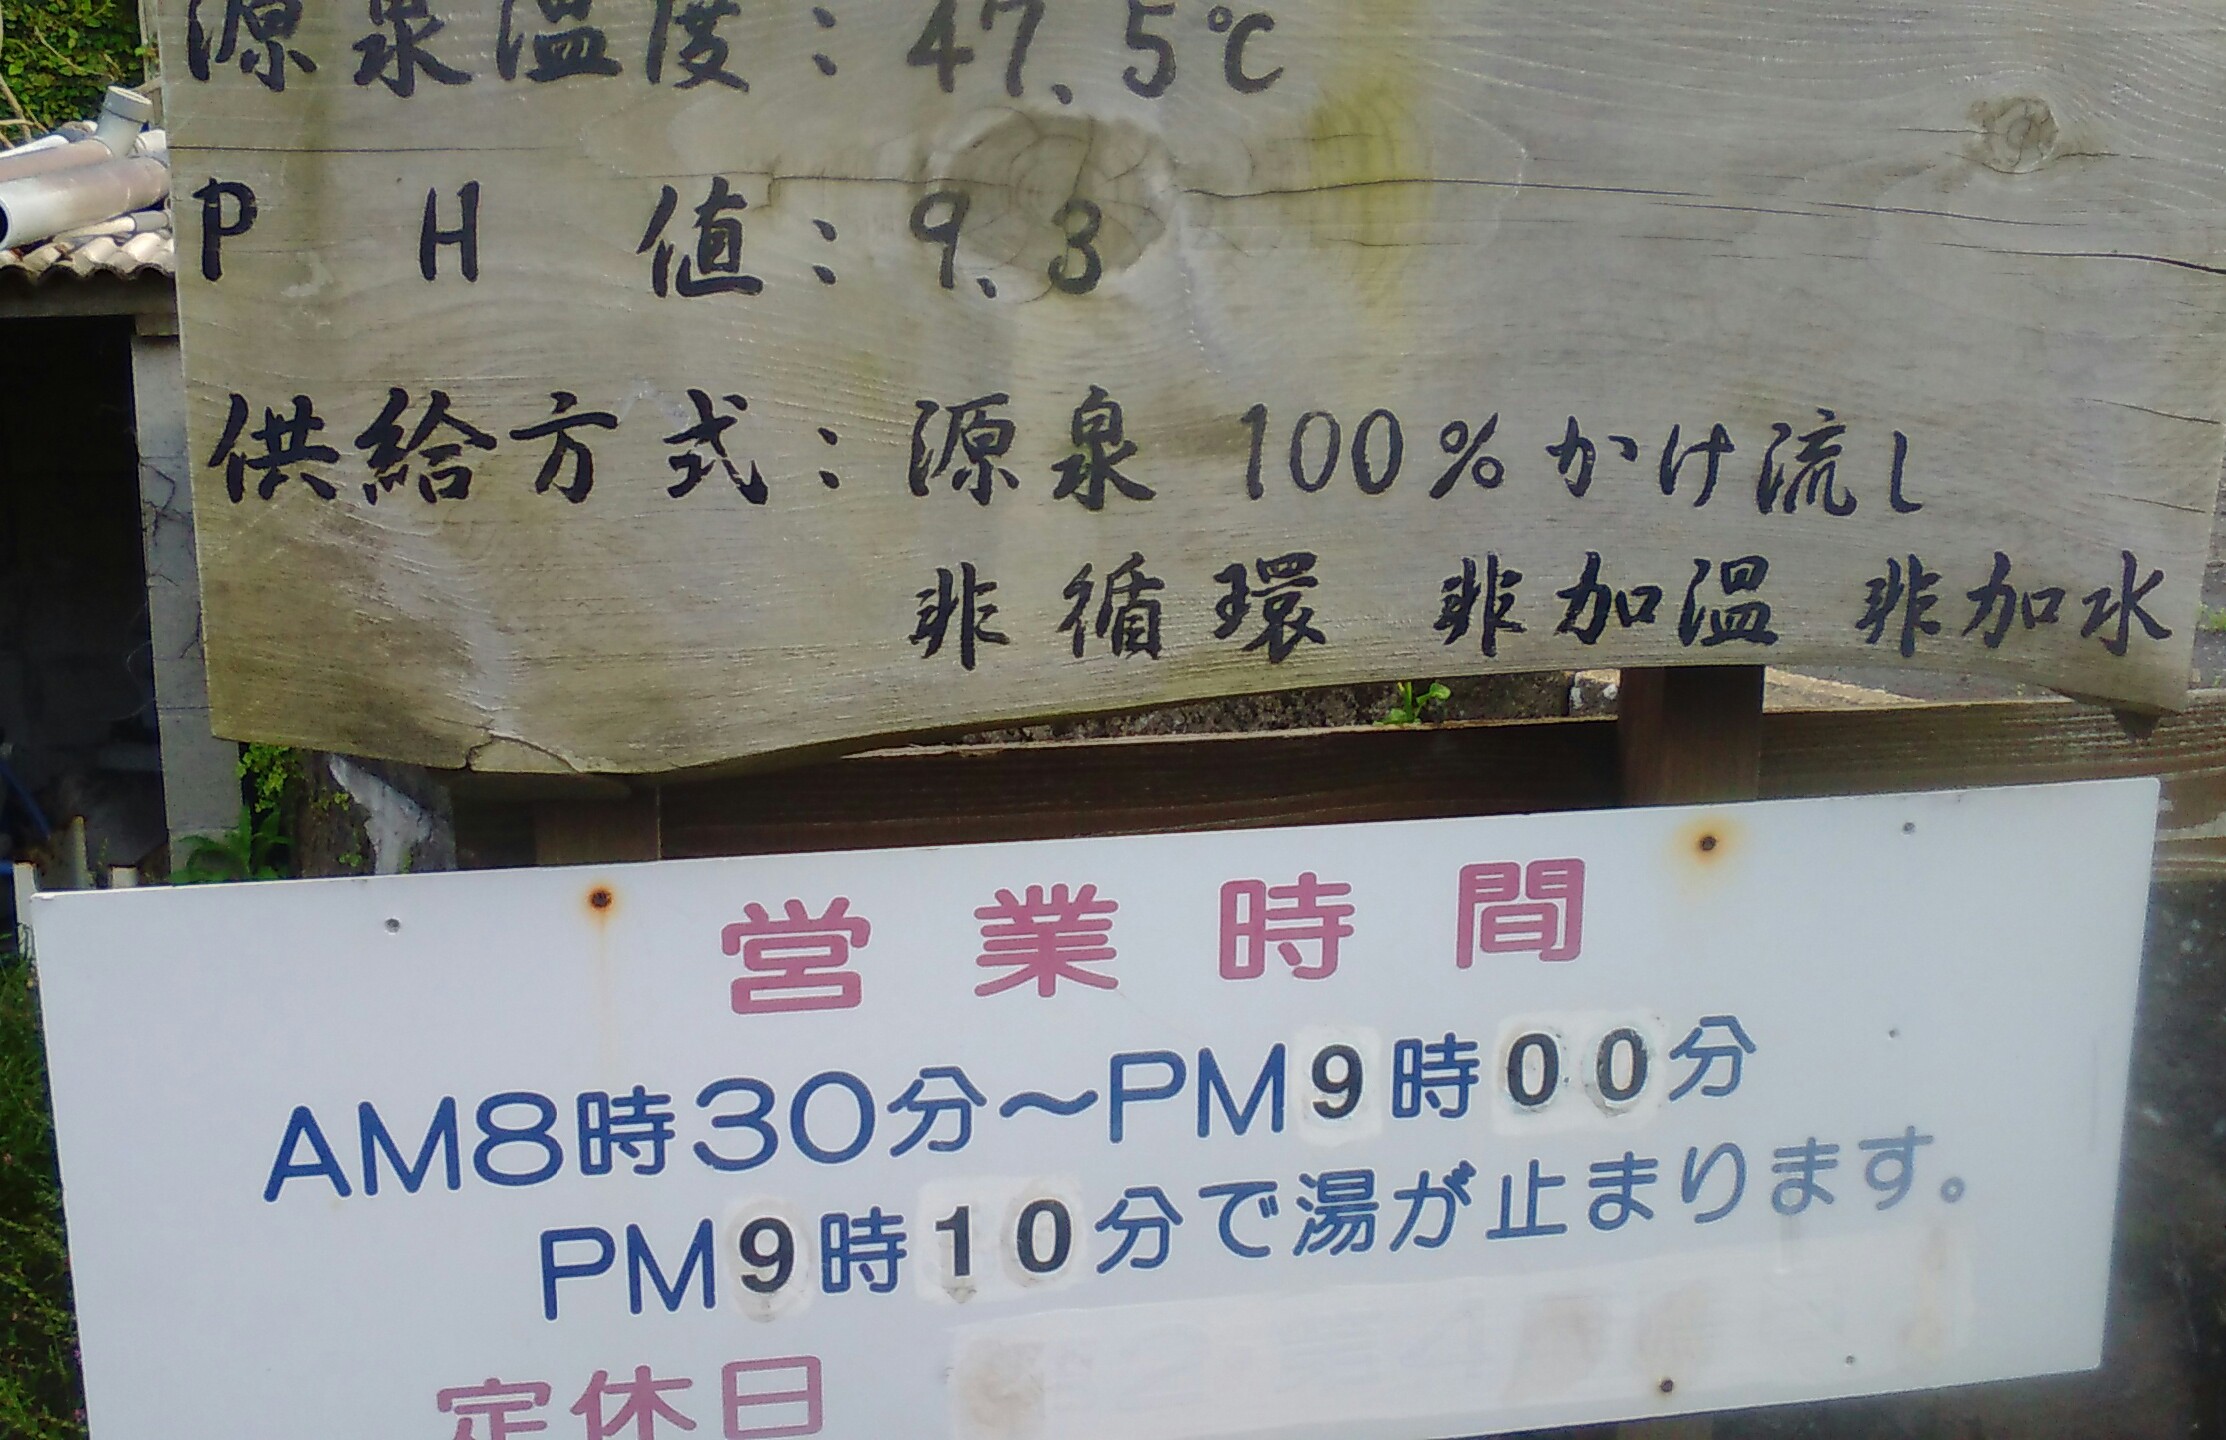 源泉温度：47.5℃
PH値：9.3
供給方式：源泉100%かけ流し
非循環 非加温 非加水
営業時間
AM8時30分～PM9時00分
PM9時10分で湯が止まります。
定休日